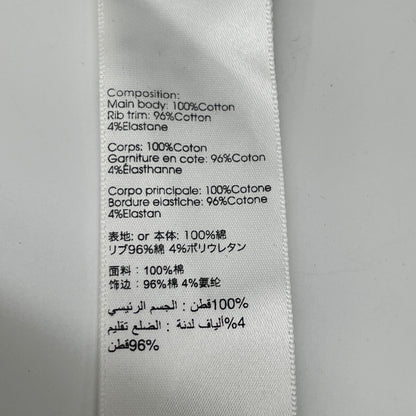 Composition:
Main body: 100%Cotton
Rib trim: 96%Cotton
4%Elastane
Corps: 100%Coton
Garniture en cote: 96%Coton
4%Élasthanne
Corpo principale: 100%Cotone
Bordure elastiche: 96%Cotone
4%Elastan
表地: or 本体: 100%綿
リブ96%綿 4%ポリウレタン
面料：100%棉
饰边：96%棉 4%氨纶
100%قطن : الجسم الرئيسي
4%ألياف لدنة : الضلع تقليم
96%قطن